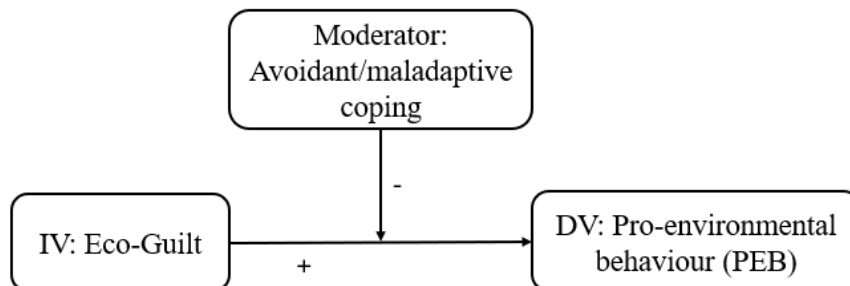 Moderator:
Avoidant/maladaptive
coping
-
IV: Eco-Guilt
+
DV: Pro-environmental
behaviour (PEB)